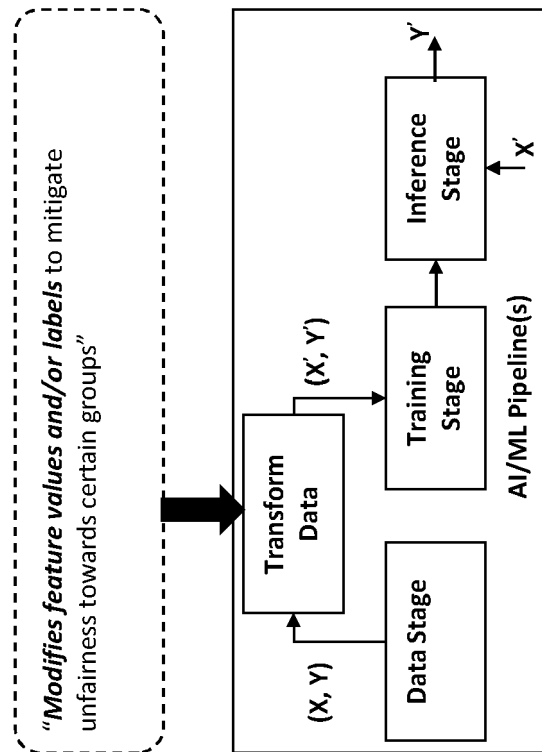 “Modifies feature values and/or labels to mitigate
unfairness towards certain groups”
Transform
Data
(X, Y)
(X’, Y’)
Data Stage
Training
Stage
Inference
Stage
Y’
X’
AI/ML Pipeline(s)